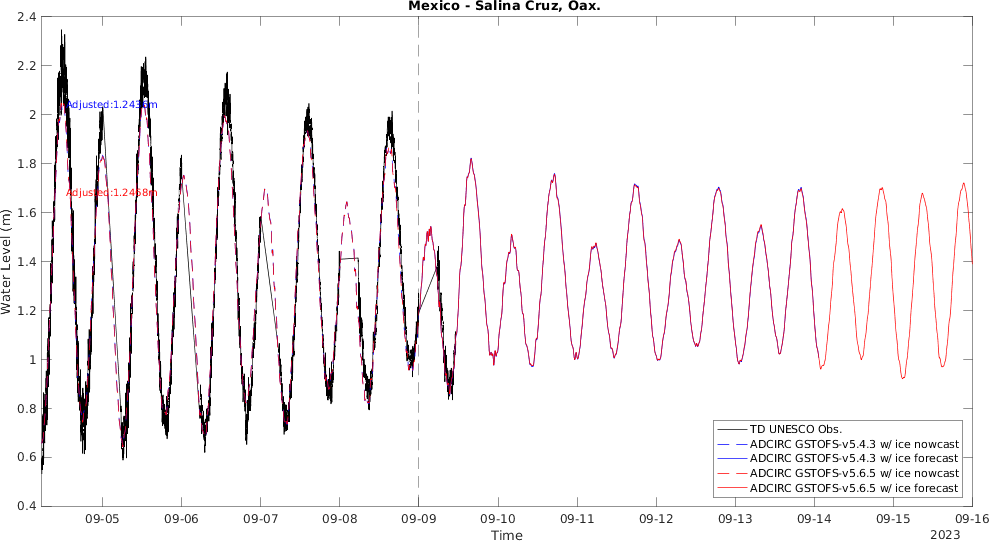 Mexico - Salina Cruz, Oax.
2.4
2.2
2
1.8
1.6
1.4
1.2
1
0.8
0.6
0.4
Water Level (m)
Adjusted:1.2436m
Adjusted:1.2468m
TD UNESCO Obs.
ADCIRC GSTOFS-v5.4.3 w/ ice nowcast
ADCIRC GSTOFS-v5.4.3 w/ ice forecast
ADCIRC GSTOFS-v5.6.5 w/ ice nowcast
ADCIRC GSTOFS-v5.6.5 w/ ice forecast
09-05 09-06 09-07 09-08 09-09 09-10 09-11 09-12 09-13 09-14 09-15 09-16
Time
2023